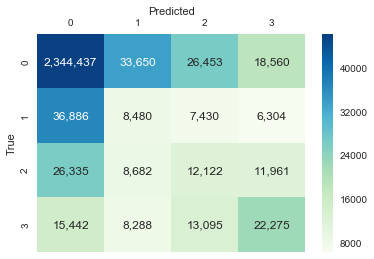 Predicted
0 1 2 3
0 2,344,437 33,650 26,453 18,560
1 36,886 8,480 7,430 6,304
2 26,335 8,682 12,122 11,961
3 15,442 8,288 13,095 22,275
True
40000
32000
24000
16000
8000